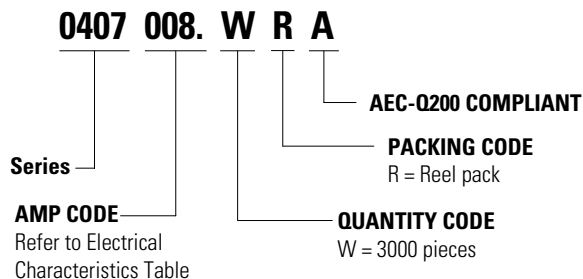 0407 008. W R A
AEC-Q200 COMPLIANT
PACKING CODE
R = Reel pack
Series
AMP CODE
Refer to Electrical
Characteristics Table
QUANTITY CODE
W = 3000 pieces